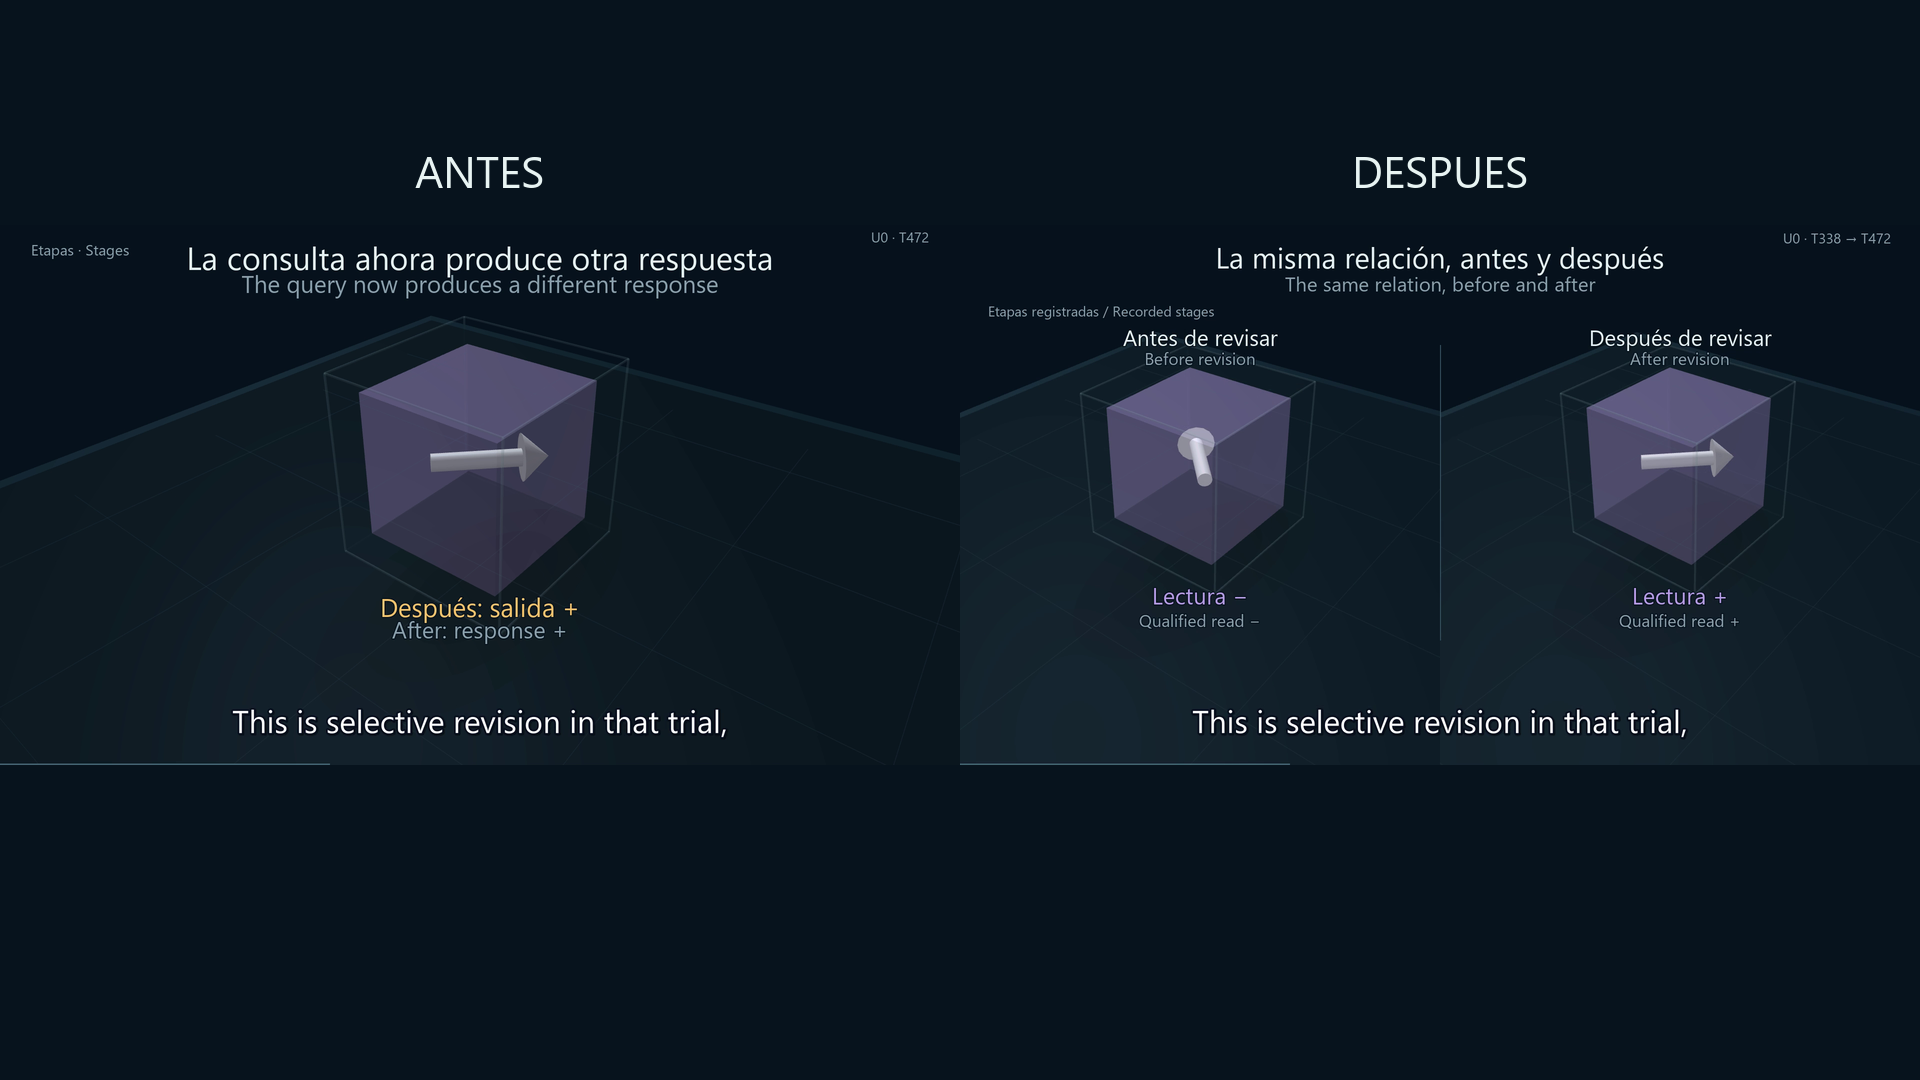 ANTES
Etapas · Stages
U0 · T472
La consulta ahora produce otra respuesta
The query now produces a different response
Después: salida +
After: response +
This is selective revision in that trial,
DESPUES
U0 · T338 → T472
La misma relación, antes y después
The same relation, before and after
Etapas registradas / Recorded stages
Antes de revisar
Before revision
Lectura −
Qualified read −
Después de revisar
After revision
Lectura +
Qualified read +
This is selective revision in that trial,